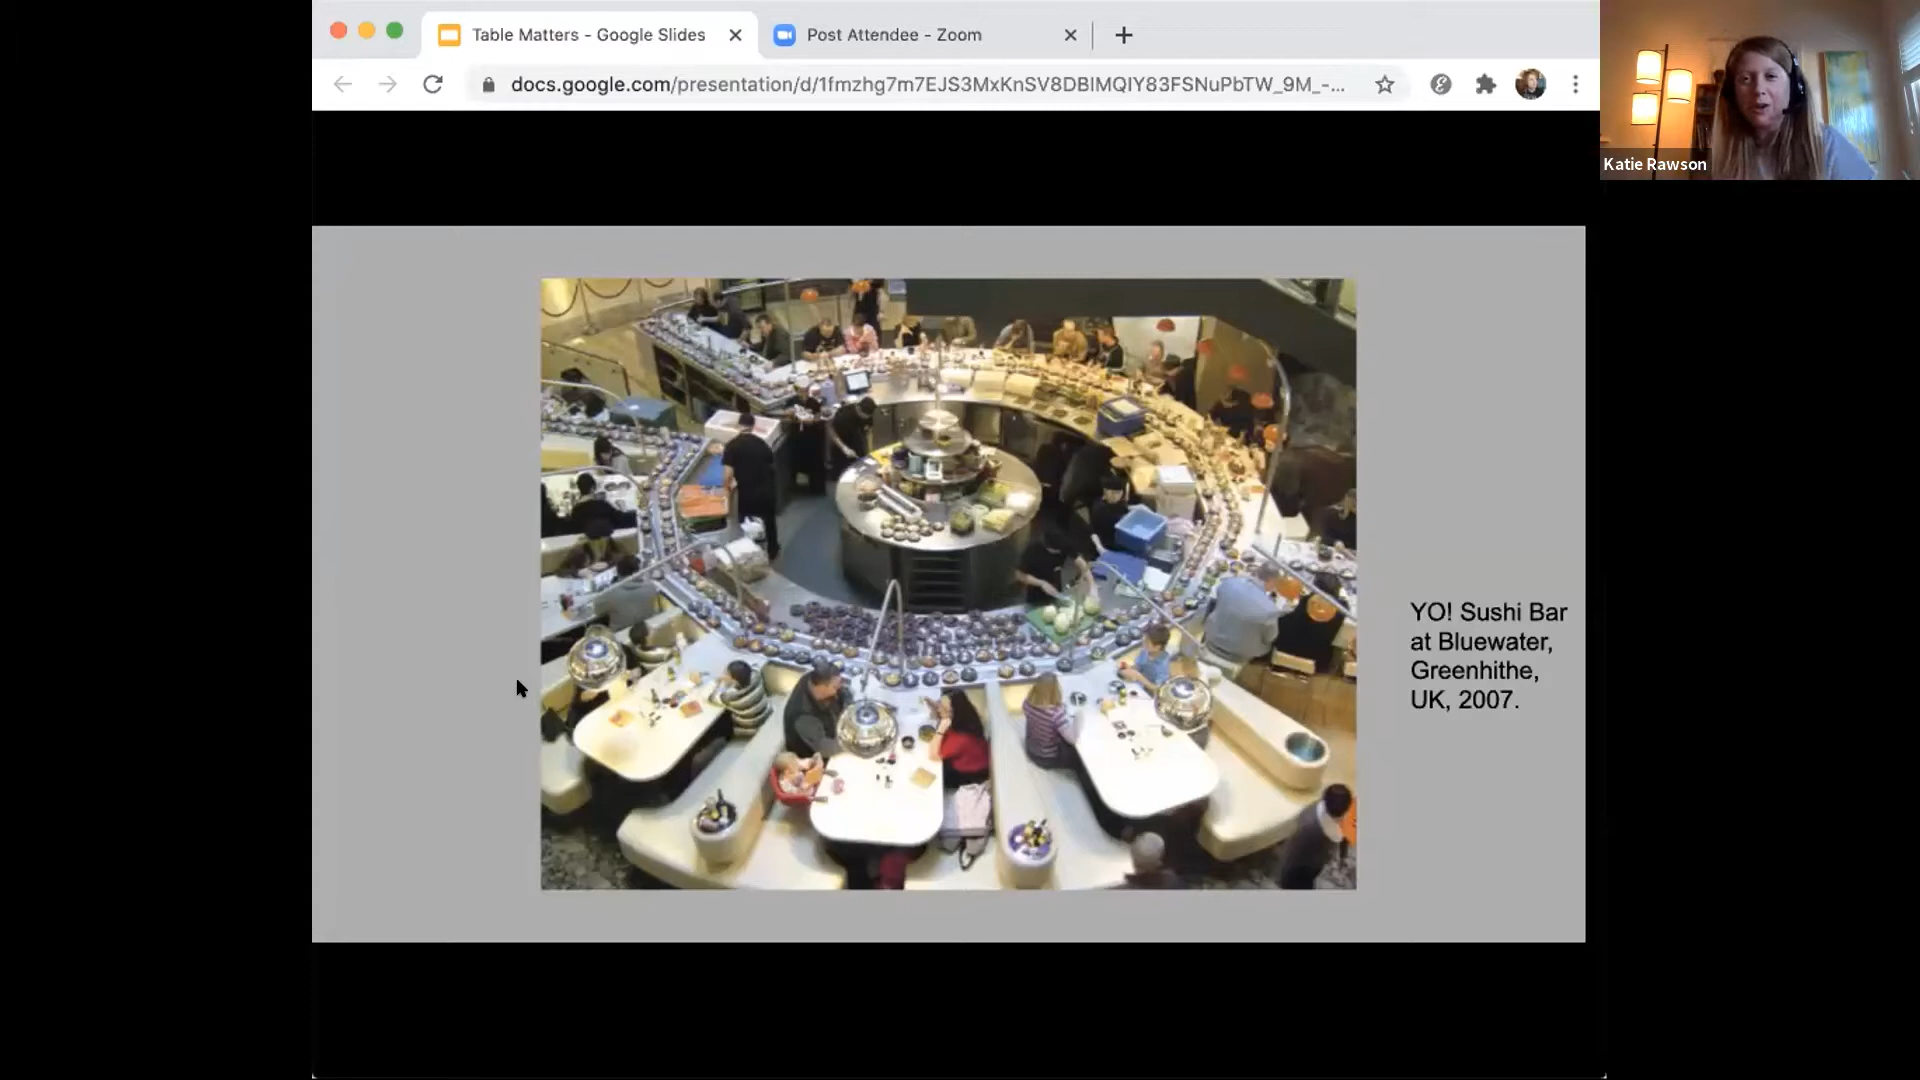 Table Matters - Google Slides
Post Attendee - Zoom
docs.google.com/presentation/d/1fmzhg7m7EJS3MxKnSV8DBlMQIY83FSNuPbTW_9M_-...
Katie Rawson
YO! Sushi Bar
at Bluewater,
Greenhithe,
UK, 2007.